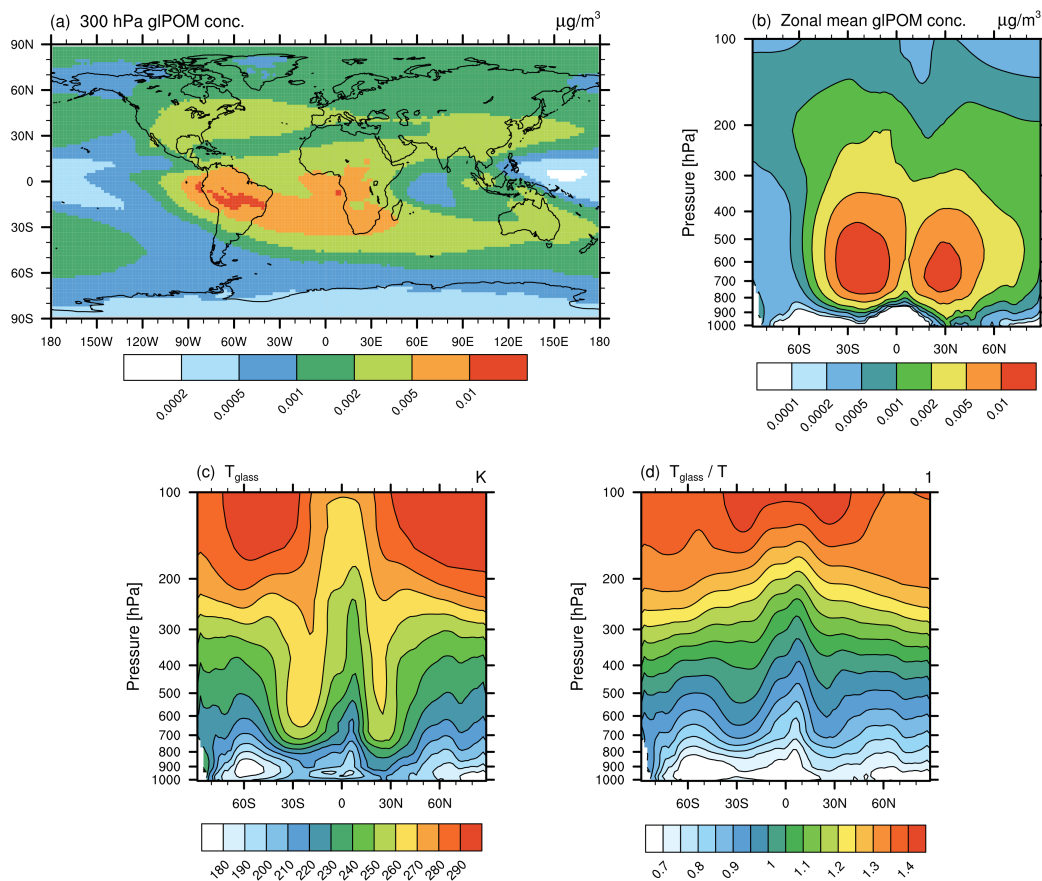 (a) 300 hPa glPOM conc. μg/m³
90N
60N
30N
0
30S
60S
90S
180 150W 120W 90W 60W 30W 0 30E 60E 90E 120E 150E 180
0.0002 0.0005 0.001 0.002 0.005 0.01
(b) Zonal mean glPOM conc. μg/m³
Pressure [hPa]
100
200
300
400
500
600
700
800
900
1000
60S 30S 0 30N 60N
0.0001 0.0002 0.0005 0.001 0.002 0.005 0.01
(c) Tglass K
Pressure [hPa]
100
200
300
400
500
600
700
800
900
1000
60S 30S 0 30N 60N
180 190 200 210 220 230 240 250 260 270 280 290
(d) Tglass / T 1
Pressure [hPa]
100
200
300
400
500
600
700
800
900
1000
60S 30S 0 30N 60N
0.7 0.8 0.9 1 1.1 1.2 1.3 1.4